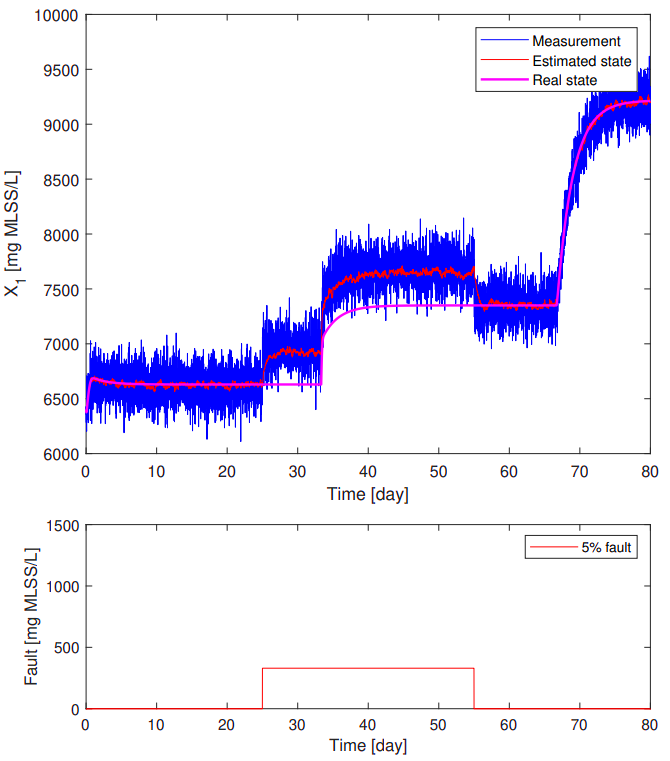 10000
9500
9000
8500
8000
7500
7000
6500
6000
X1 [mg MLSS/L]
Measurement
Estimated state
Real state
0 10 20 30 40 50 60 70 80
Time [day]
1500
1000
500
0
Fault [mg MLSS/L]
5% fault
0 10 20 30 40 50 60 70 80
Time [day]